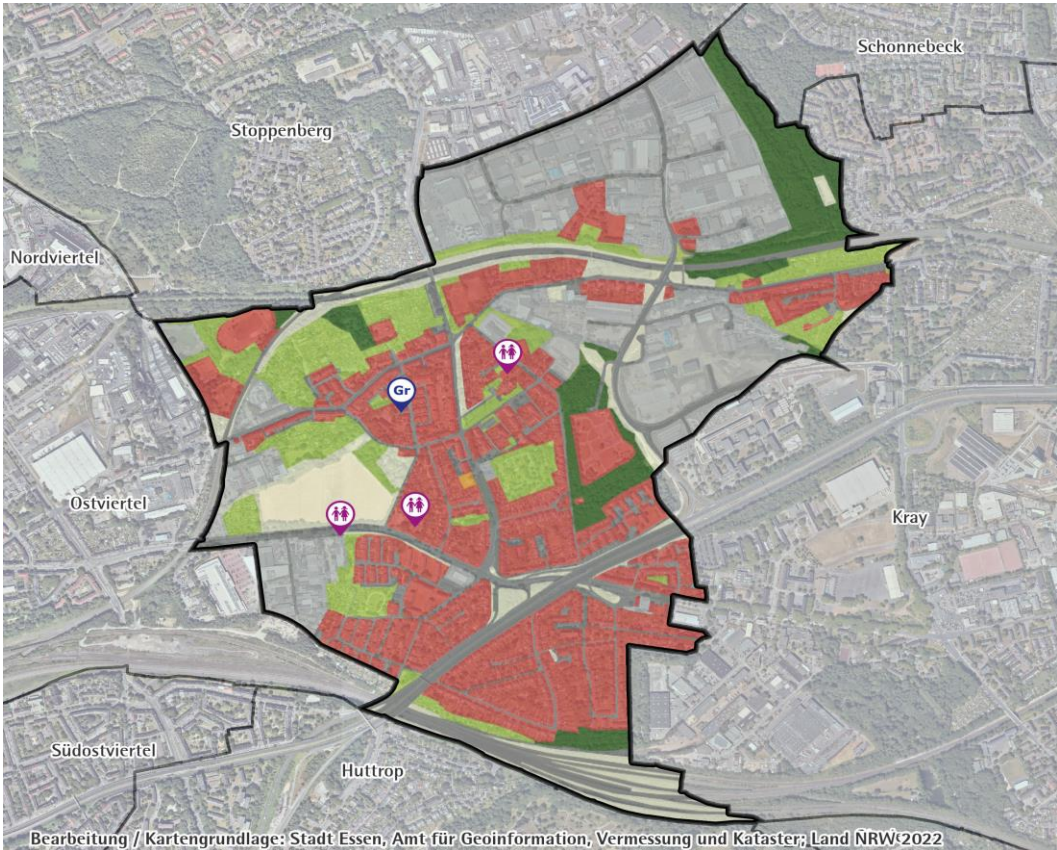 Schonnebeck
Stoppenberg
Nordviertel
Gr
Ostviertel
Kray
Südostviertel
Huttrop
Bearbeitung / Kartengrundlage: Stadt Essen, Amt für Geoinformation, Vermessung und Kataster; Land NRW 2022